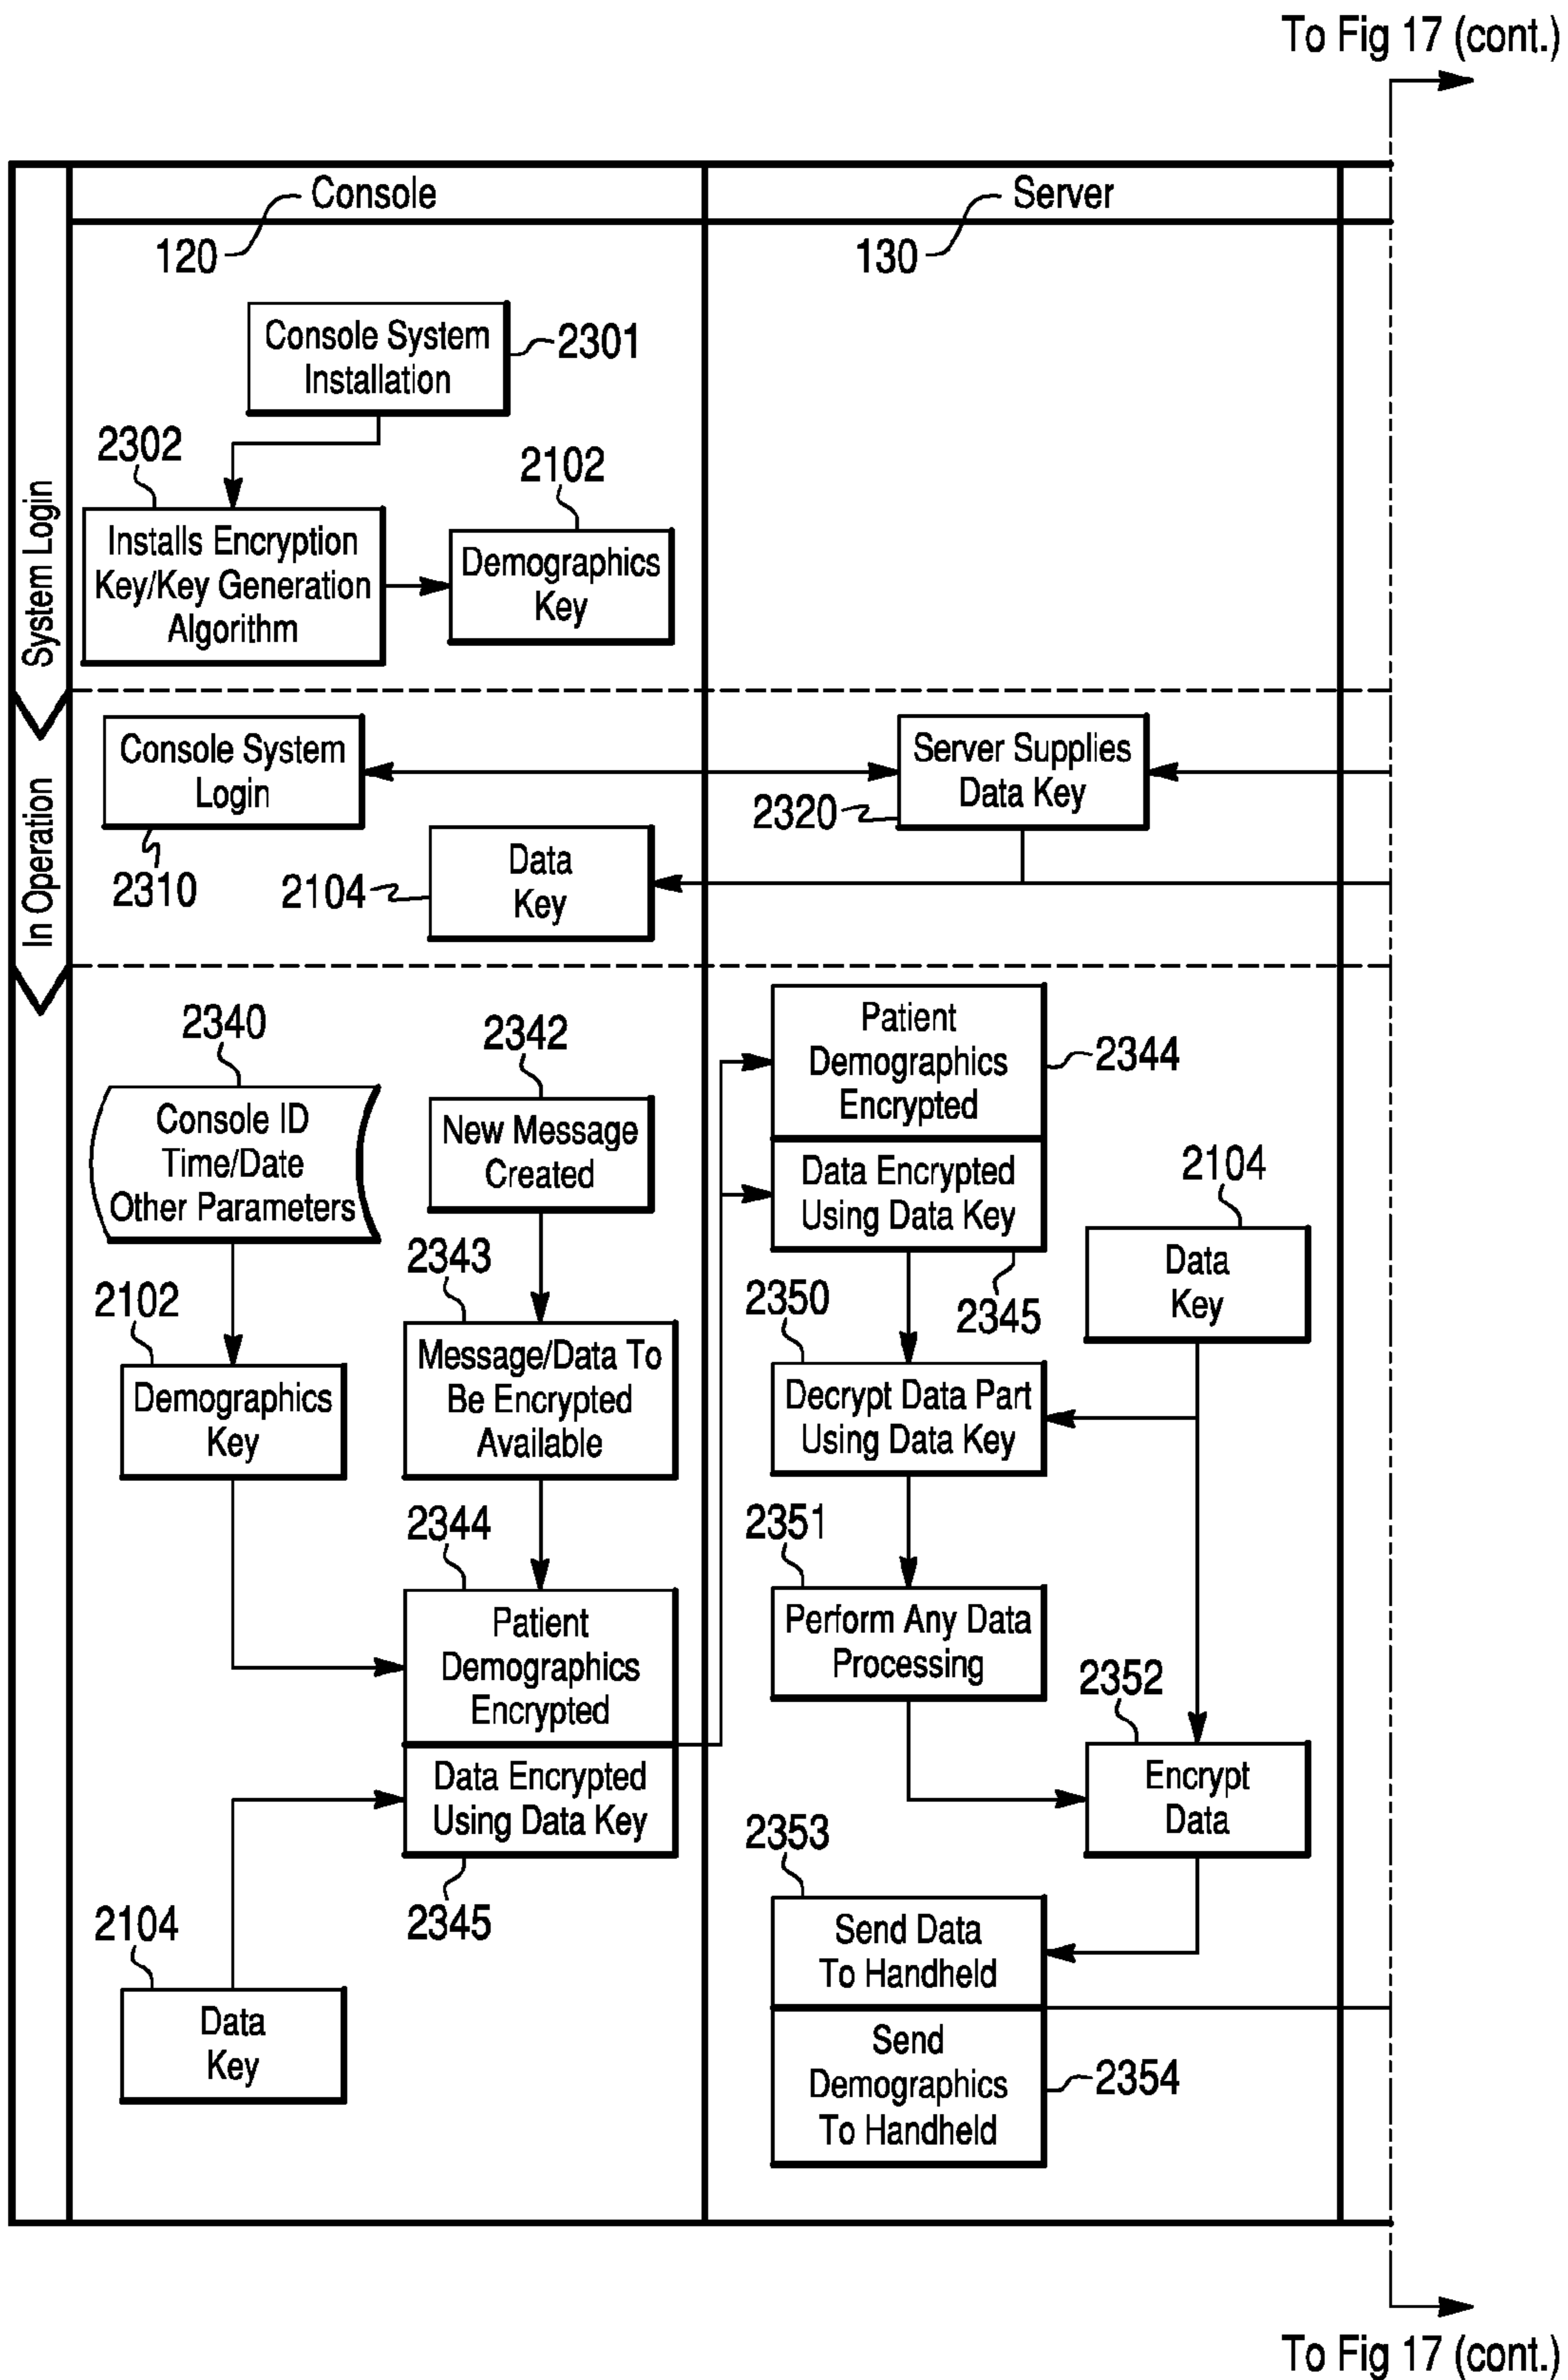 To Fig 17 (cont.)
Console
Server
120
130
System Login
Console System
Installation
2301
2302
Installs Encryption
Key/Key Generation
Algorithm
2102
Demographics
Key
In Operation
Console System
Login
2310
Server Supplies
Data Key
2320
Data
Key
2104
2340
Console ID
Time/Date
Other Parameters
2342
New Message
Created
2102
Demographics
Key
2343
Message/Data To
Be Encrypted
Available
2344
Patient
Demographics
Encrypted
Data Encrypted
Using Data Key
2345
2104
Data
Key
Patient
Demographics
Encrypted
2344
Data Encrypted
Using Data Key
2345
2104
Data
Key
2350
Decrypt Data Part
Using Data Key
2351
Perform Any Data
Processing
2352
Encrypt
Data
2353
Send Data
To Handheld
Send
Demographics
To Handheld
2354
To Fig 17 (cont.)